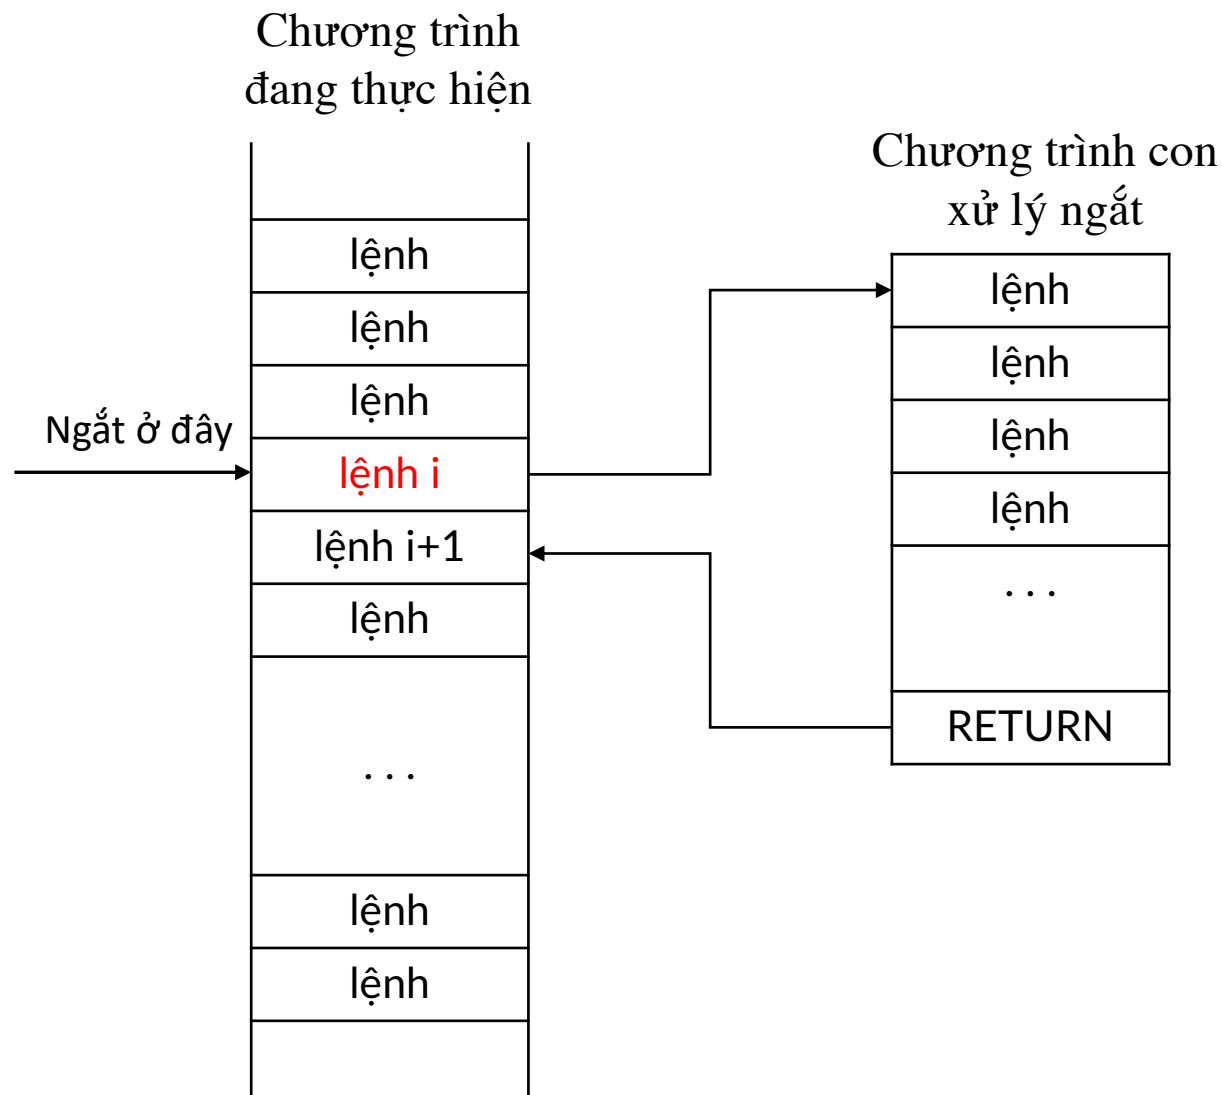 Chương trình
đang thực hiện
Chương trình con
xử lý ngắt
lệnh
lệnh
lệnh
Ngắt ở đây
lệnh i
lệnh i+1
lệnh
. . .
lệnh
lệnh
lệnh
lệnh
lệnh
lệnh
. . .
RETURN